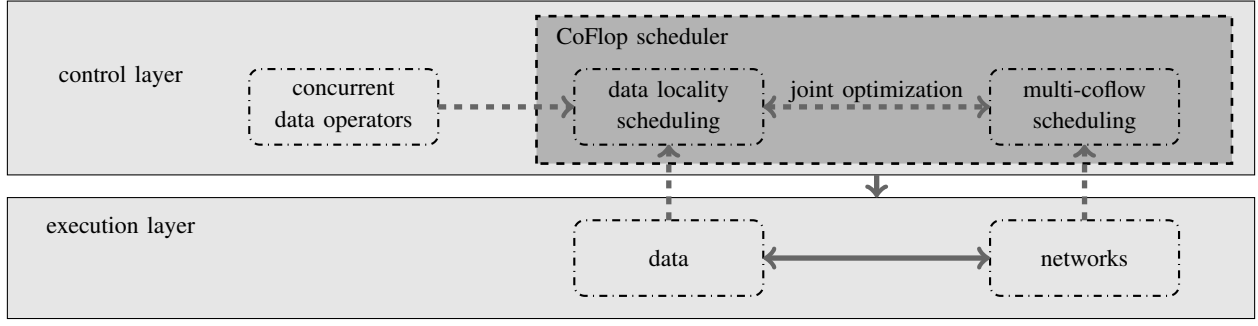 CoFlop scheduler
control layer
concurrent
data operators
data locality
scheduling
joint optimization
multi-coflow
scheduling
execution layer
data
networks